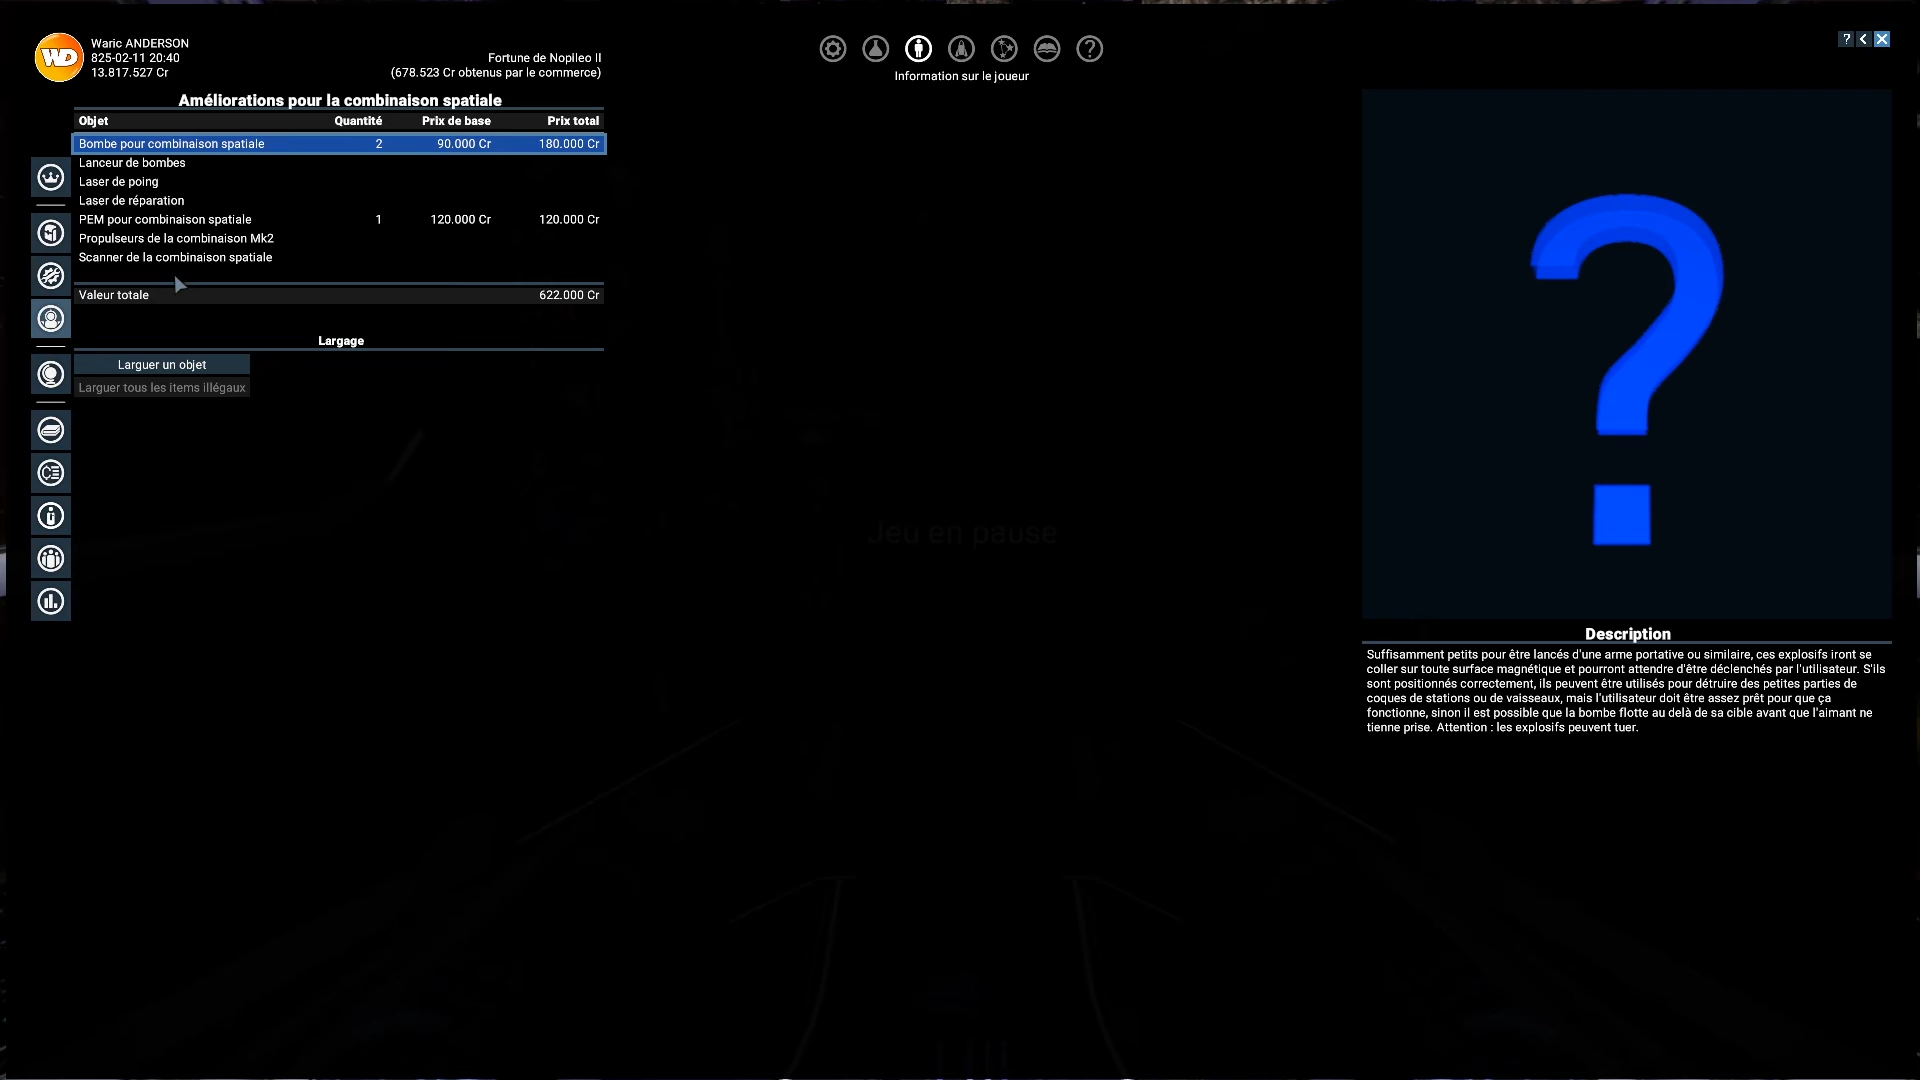 WD
Waric ANDERSON
825-02-11 20:40
13.817.527 Cr
Fortune de Noplleo II
(678.523 Cr obtenus par le commerce)
Information sur le joueur
? < X
Améliorations pour la combinaison spatiale
Objet Quantité Prix de base Prix total
Bombe pour combinaison spatiale 2 90.000 Cr 180.000 Cr
Lanceur de bombes
Laser de poing
Laser de réparation
PEM pour combinaison spatiale 1 120.000 Cr 120.000 Cr
Propulseurs de la combinaison Mk2
Scanner de la combinaison spatiale
Valeur totale 622.000 Cr
Largage
Larguer un objet
Larguer tous les items illégaux
Jeu en pause
?
Description
Suffisamment petits pour être lancés d'une arme portative ou similaire, ces explosifs iront se
coller sur toute surface magnétique et pourront attendre d'être déclenchés par l'utilisateur. S'ils
sont positionnés correctement, ils peuvent être utilisés pour détruire des petites parties de
coques de stations ou de vaisseaux, mais l'utilisateur doit être assez prêt pour que ça
fonctionne, sinon il est possible que la bombe flotte au delà de sa cible avant que l'aimant ne
tienne prise. Attention : les explosifs peuvent tuer.